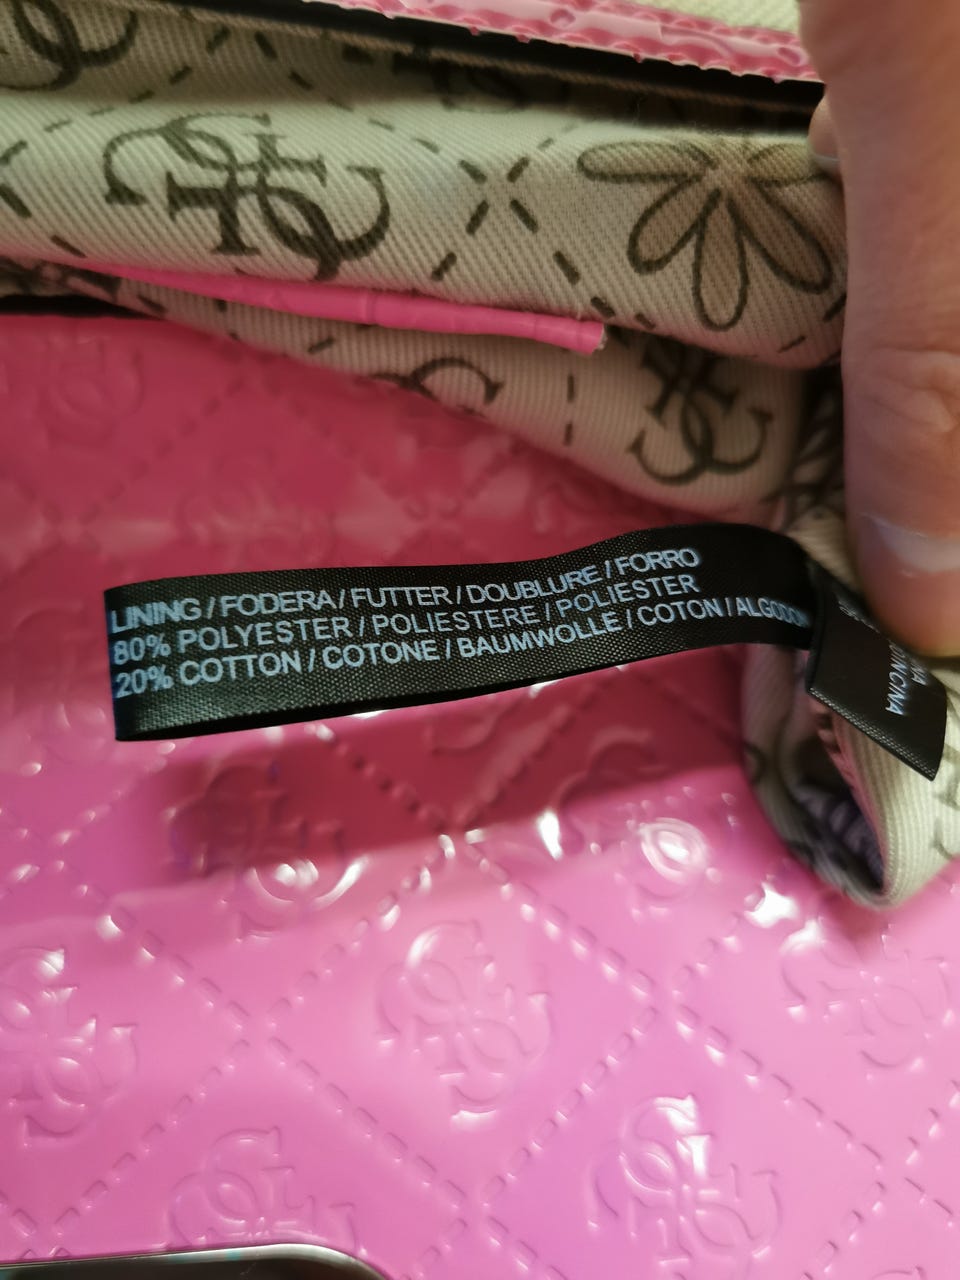 LINING / FODERA / FUTTER / DOUBLURE / FORRO
80% POLYESTER / POLIESTERE / POLIESTER
20% COTTON / COTONE / BAUMWOLLE / COTON / ALGODON